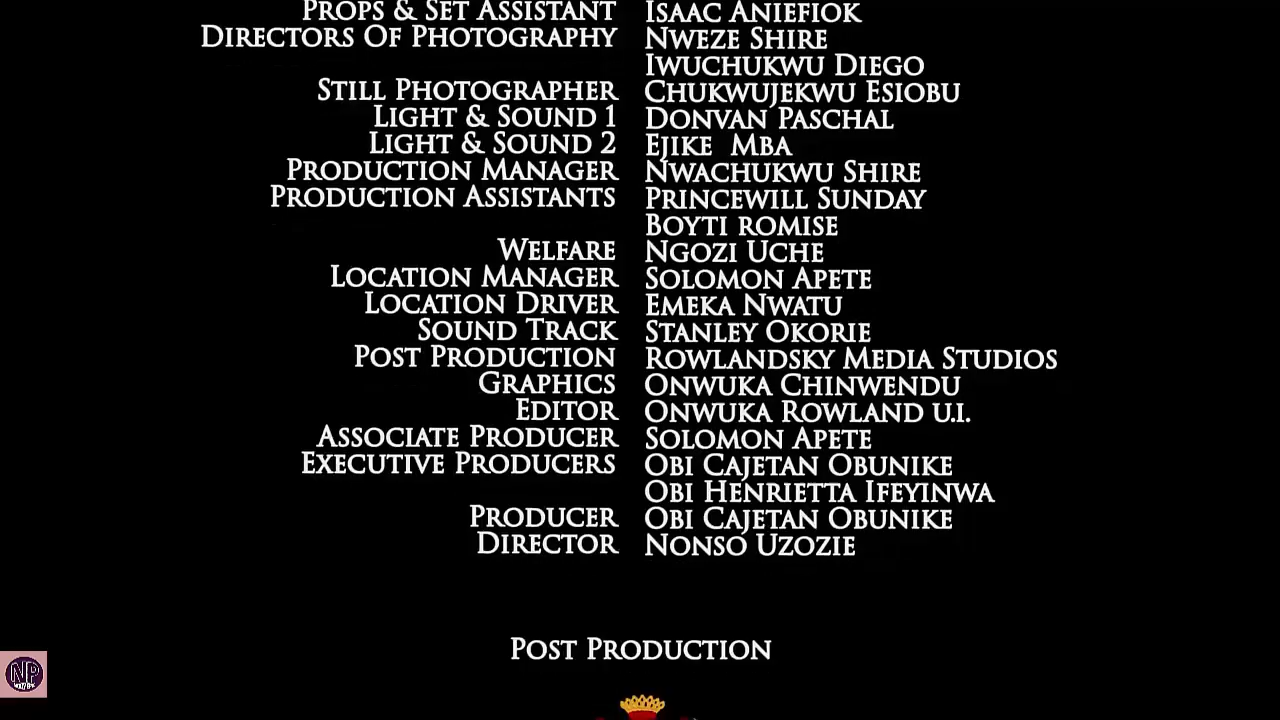 Props & Set Assistant Isaac Aniefiok
Directors Of Photography Nweze Shire
Iwuchukwu Diego
Still Photographer Chukwujekwu Esiobu
Light & Sound 1 Donvan Paschal
Light & Sound 2 Ejike Mba
Production Manager Nwachukwu Shire
Production Assistants Princewill Sunday
Boyti romise
Welfare Ngozi Uche
Location Manager Solomon Apete
Location Driver Emeka Nwatu
Sound Track Stanley Okorie
Post Production Rowlandsky Media Studios
Graphics Onwuka Chinwendu
Editor Onwuka Rowland u.i.
Associate Producer Solomon Apete
Executive Producers Obi Cajetan Obunike
Obi Henrietta Ifeyinwa
Producer Obi Cajetan Obunike
Director Nonso Uzozie
Post Production
NP